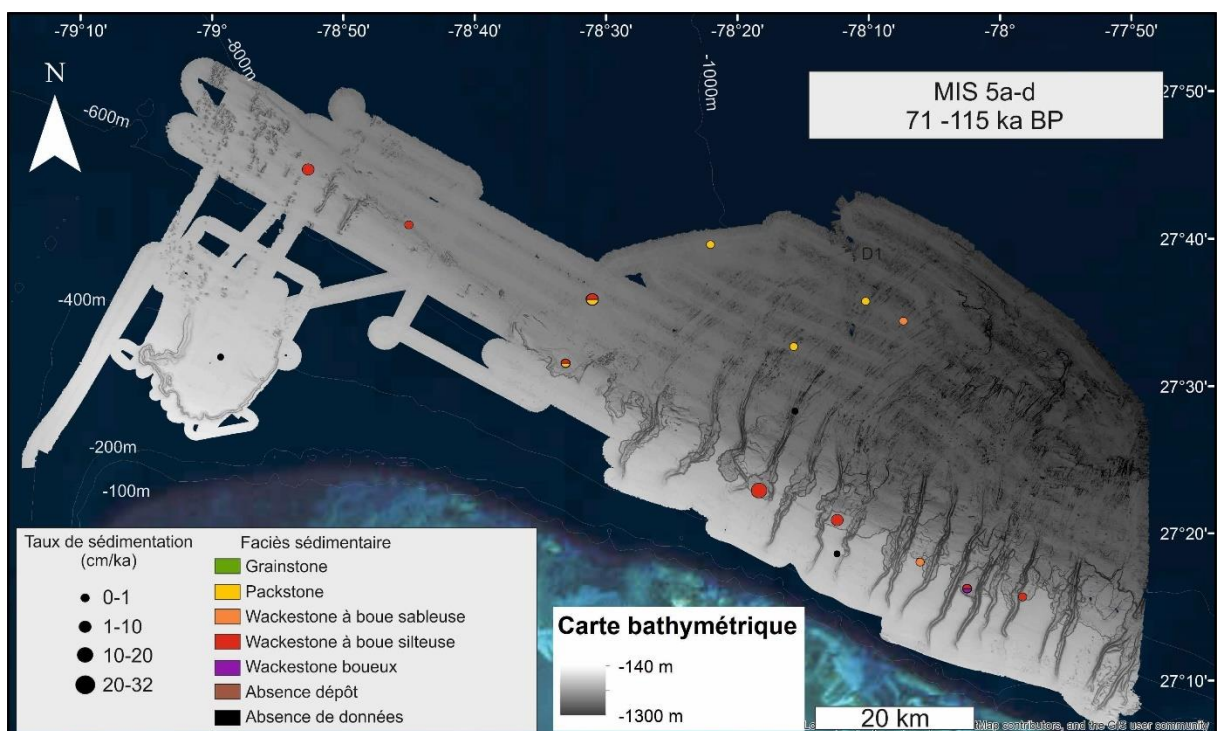 -79°10' -79° -78°50' -78°40' -78°30' -78°20' -78°10' -78° -77°50'
-800m
-1000m
N
MIS 5a-d
71 -115 ka BP
27°50'
-600m
27°40'
D1
-400m
27°30'
-200m
-100m
27°20'
27°10'
Taux de sédimentation
(cm/ka)
0-1
1-10
10-20
20-32
Faciès sédimentaire
Grainstone
Packstone
Wackestone à boue sableuse
Wackestone à boue silteuse
Wackestone boueux
Absence dépôt
Absence de données
Carte bathymétrique
-140 m
-1300 m
20 km
contributors, and the GIS user community